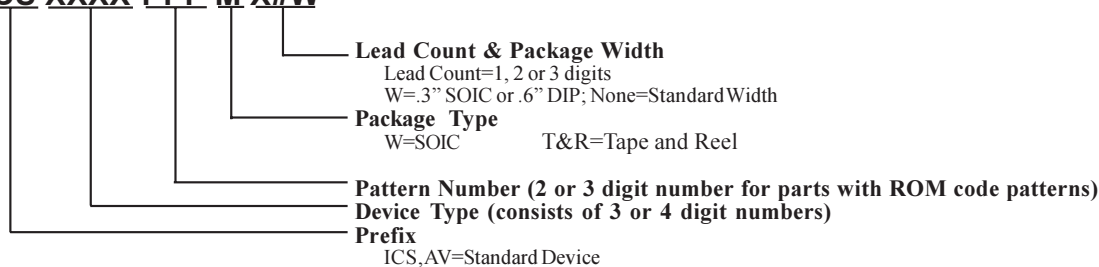 Lead Count & Package Width
Lead Count=1, 2 or 3 digits
W=.3” SOIC or .6” DIP; None=Standard Width
Package Type
W=SOIC T&R=Tape and Reel
Pattern Number (2 or 3 digit number for parts with ROM code patterns)
Device Type (consists of 3 or 4 digit numbers)
Prefix
ICS, AV=Standard Device